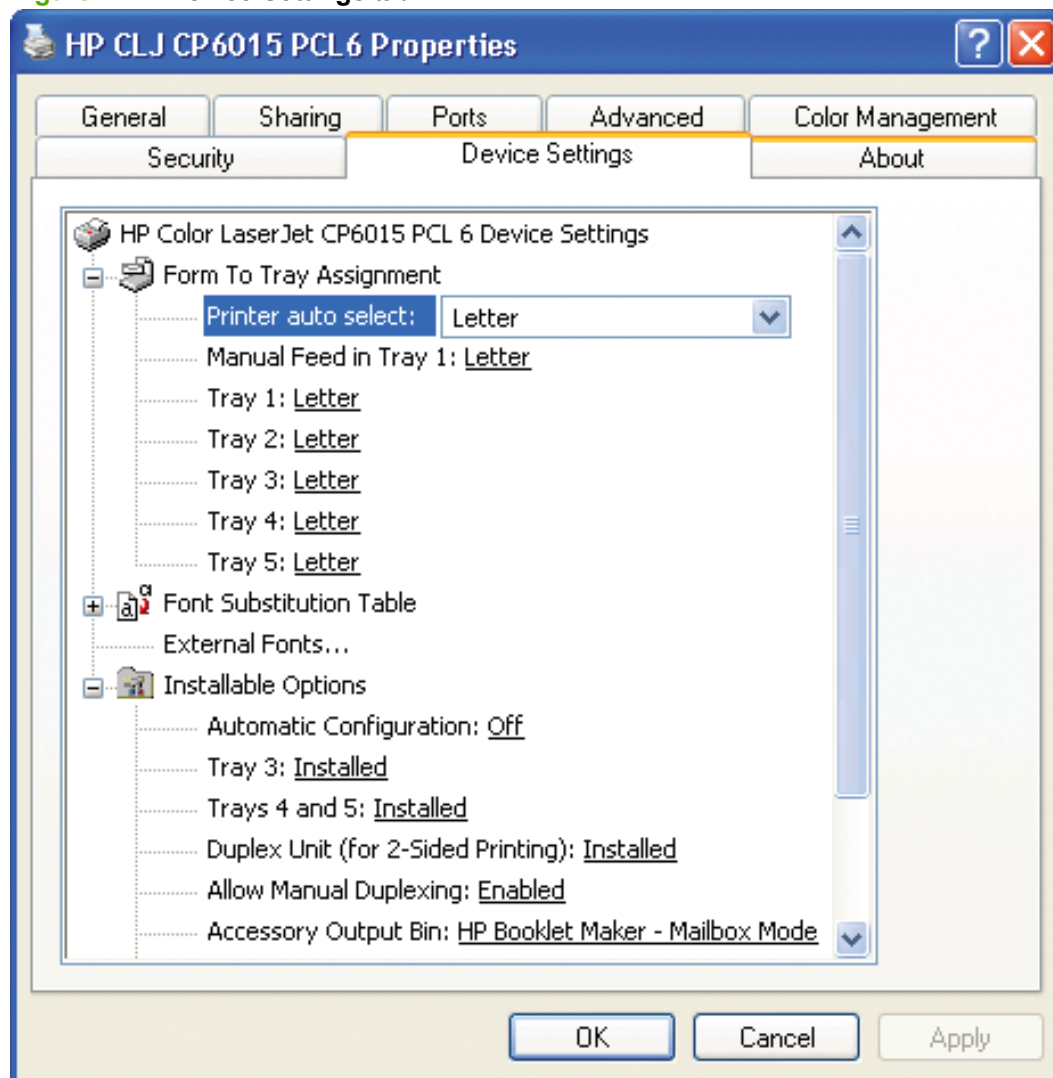 HP CLJ CP6015 PCL6 Properties
General Sharing Ports Advanced Color Management
Security Device Settings About
HP Color LaserJet CP6015 PCL 6 Device Settings
Form To Tray Assignment
Printer auto select: Letter
Manual Feed in Tray 1: Letter
Tray 1: Letter
Tray 2: Letter
Tray 3: Letter
Tray 4: Letter
Tray 5: Letter
Font Substitution Table
External Fonts...
Installable Options
Automatic Configuration: Off
Tray 3: Installed
Trays 4 and 5: Installed
Duplex Unit (for 2-Sided Printing): Installed
Allow Manual Duplexing: Enabled
Accessory Output Bin: HP Booklet Maker - Mailbox Mode
OK Cancel Apply